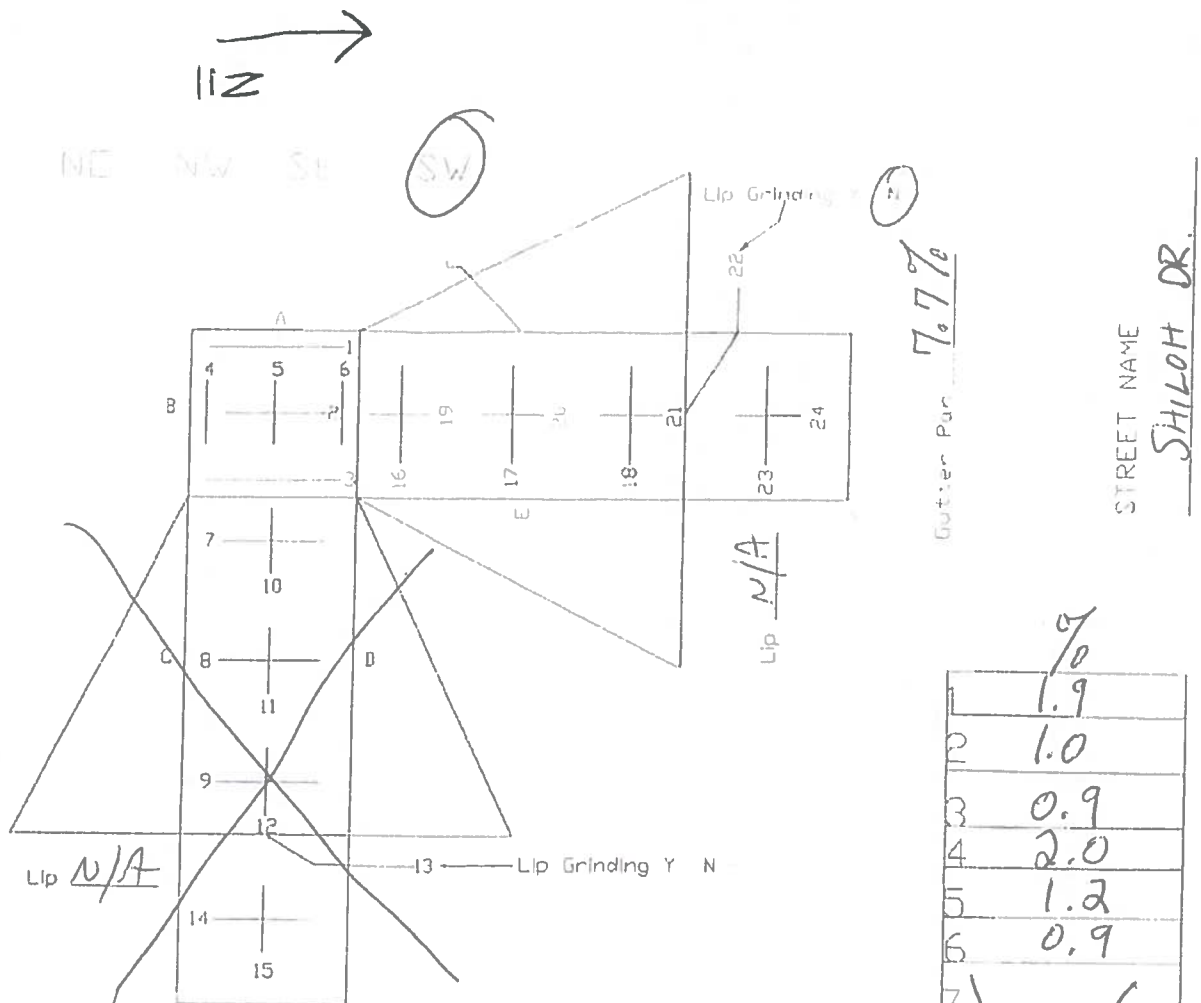 NE NW SE SW
Lip Grinding Y N
22
F
A
1
4 5 6
B
2
19 20 21 24
3
16 17 18 23
E
7
10
C 8 D
11
9
12
13 Lip Grinding Y N
Lip N/A
14
15
Lip N/A
Gutter Pan 7.7%
STREET NAME
SHILOH DR.
%
1 1.9
2 1.0
3 0.9
4 2.0
5 1.2
6 0.9
7